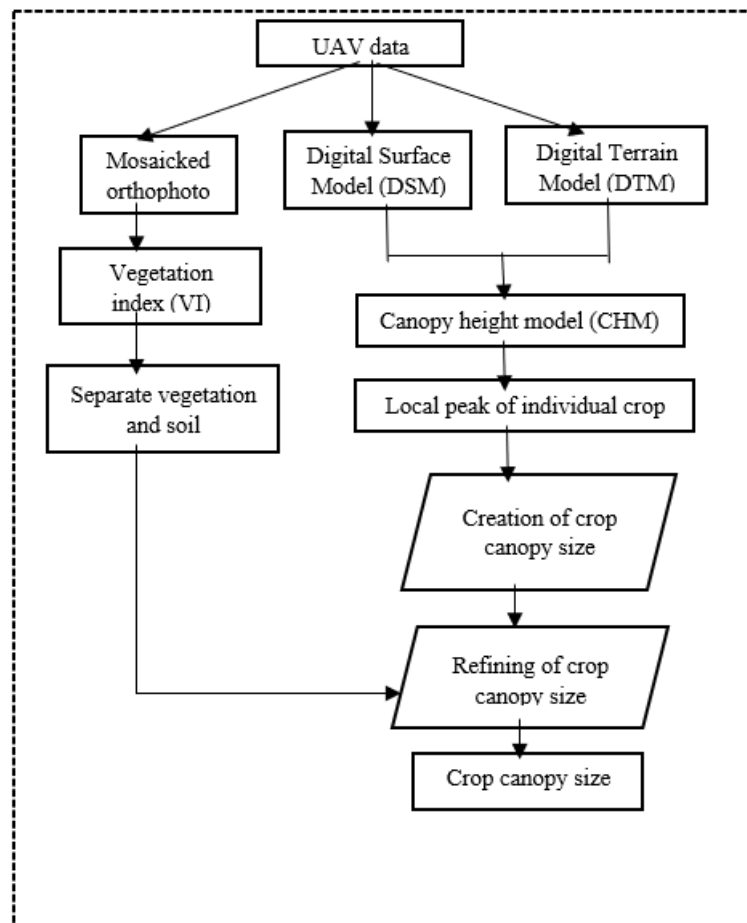 UAV data
Mosaicked
orthophoto
Digital Surface
Model (DSM)
Digital Terrain
Model (DTM)
Vegetation
index (VI)
Canopy height model (CHM)
Separate vegetation
and soil
Local peak of individual crop
Creation of crop
canopy size
Refining of crop
canopy size
Crop canopy size